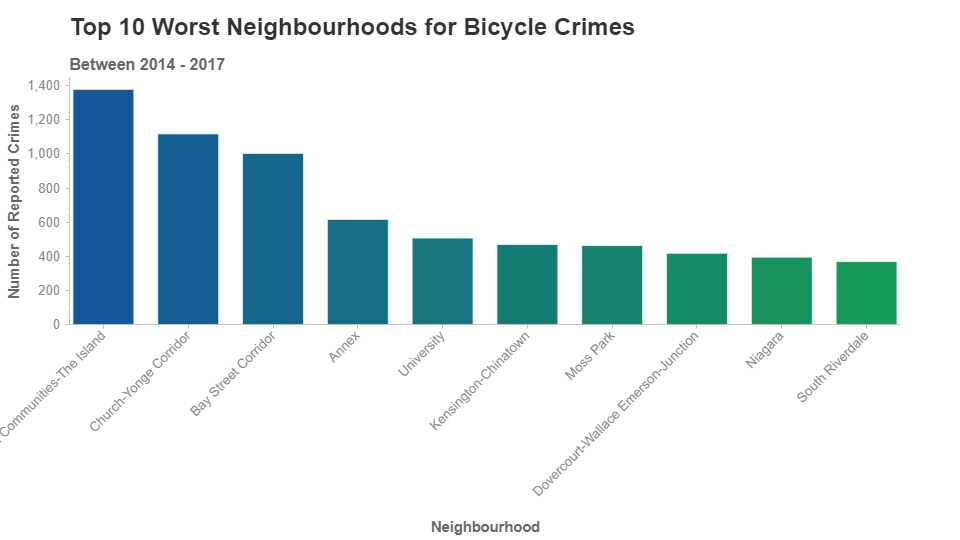 Top 10 Worst Neighbourhoods for Bicycle Crimes
Between 2014 - 2017
Number of Reported Crimes
1,400
1,200
1,000
800
600
400
200
0
Communities-The Island
Church-Yonge Corridor
Bay Street Corridor
Annex
University
Kensington-Chinatown
Moss Park
Dovercourt-Wallace Emerson-Junction
Niagara
South Riverdale
Neighbourhood